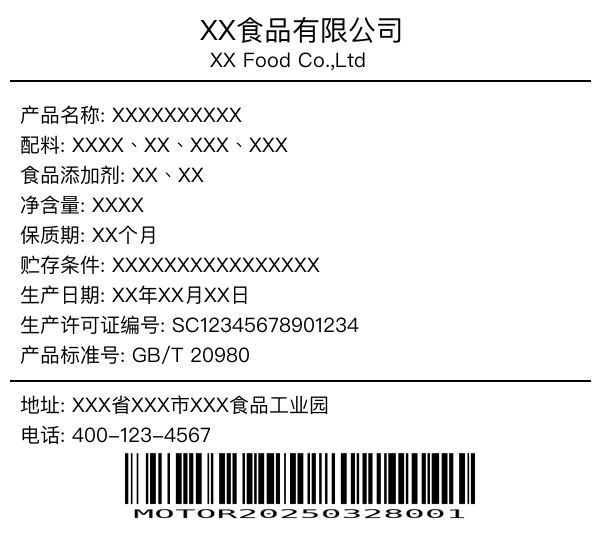 XX食品有限公司
XX Food Co.,Ltd
产品名称: XXXXXXXXXX
配料: XXXX、XX、XXX、XXX
食品添加剂: XX、XX
净含量: XXXX
保质期: XX个月
贮存条件: XXXXXXXXXXXXXXXX
生产日期: XX年XX月XX日
生产许可证编号: SC12345678901234
产品标准号: GB/T 20980
地址: XXX省XXX市XXX食品工业园
电话: 400-123-4567
MOTOR20250328001